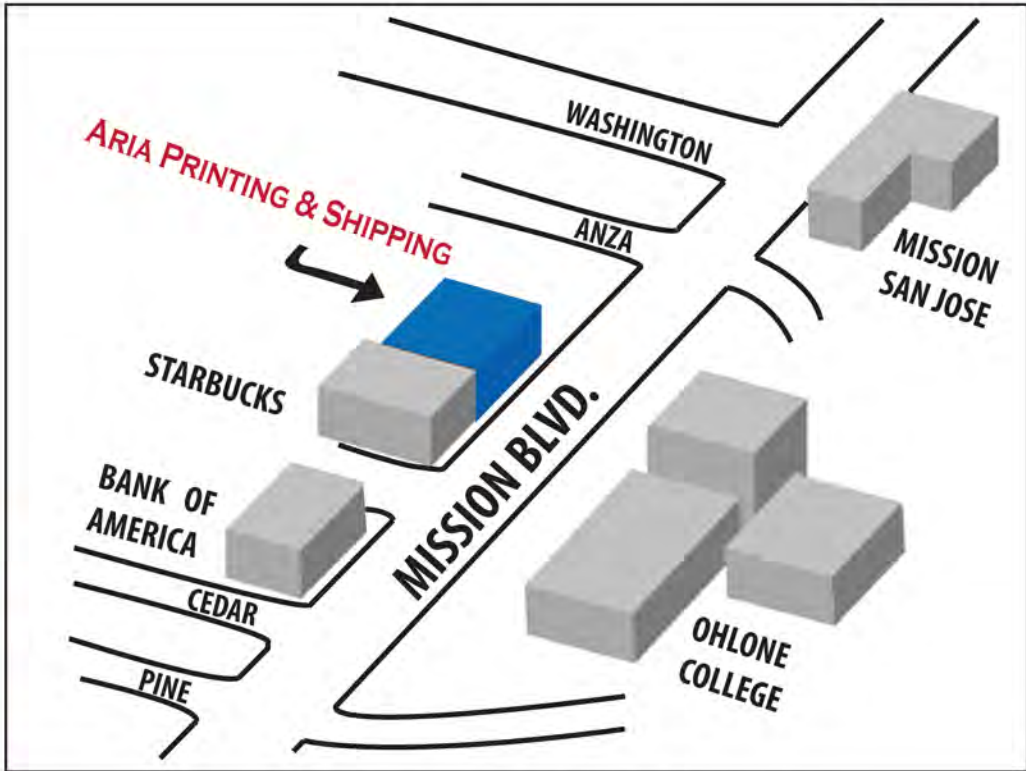 WASHINGTON
ARIA PRINTING & SHIPPING
ANZA
MISSION
SAN JOSE
STARBUCKS
MISSION BLVD.
BANK OF
AMERICA
CEDAR
OHLONE
COLLEGE
PINE